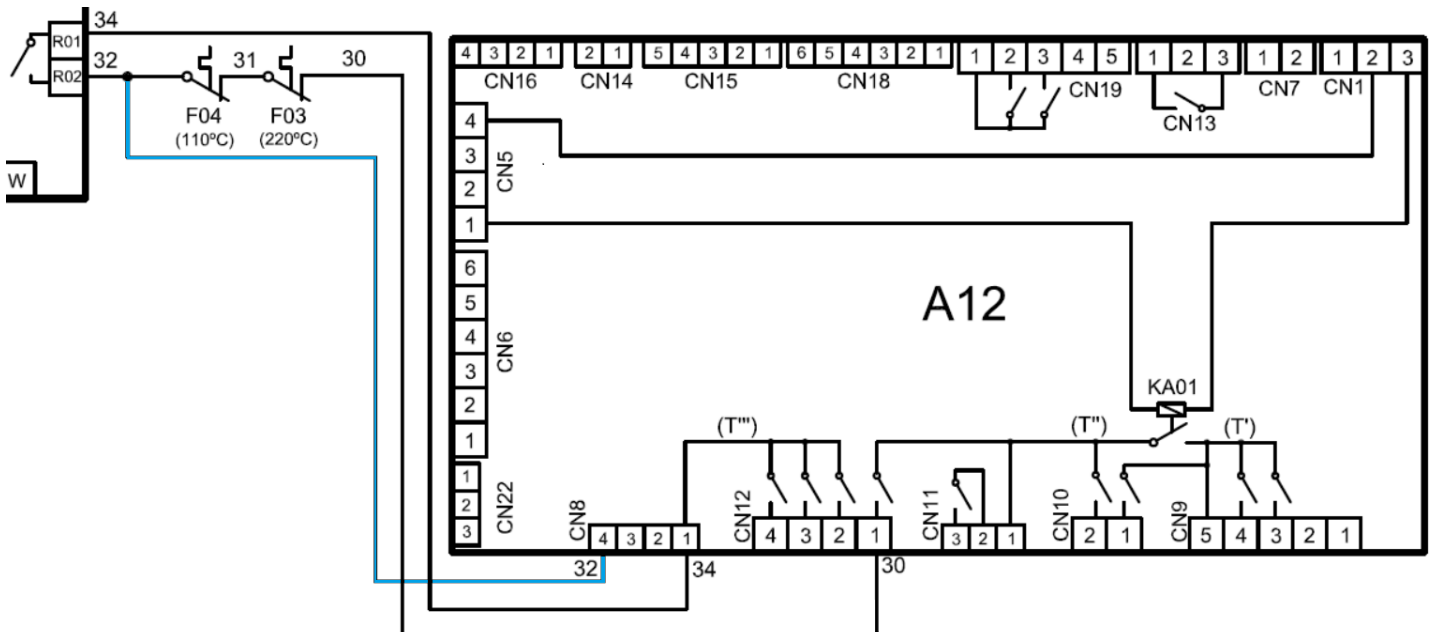 34
R01
32
31
30
R02
F04
F03
(110ºC)
(220ºC)
W
4 3 2 1
2 1
5 4 3 2 1
6 5 4 3 2 1
1 2 3 4 5
1 2 3
1 2
1 2 3
CN16
CN14
CN15
CN18
CN19
CN13
CN7
CN1
4
3
2
1
CN5
6
5
4
3
2
1
CN6
1
2
3
CN22
A12
KA01
(T''')
(T'')
(T')
CN8
4 3 2 1
CN12
4 3 2 1
CN11
3 2 1
CN10
2 1
CN9
5 4 3 2 1
32
34
30